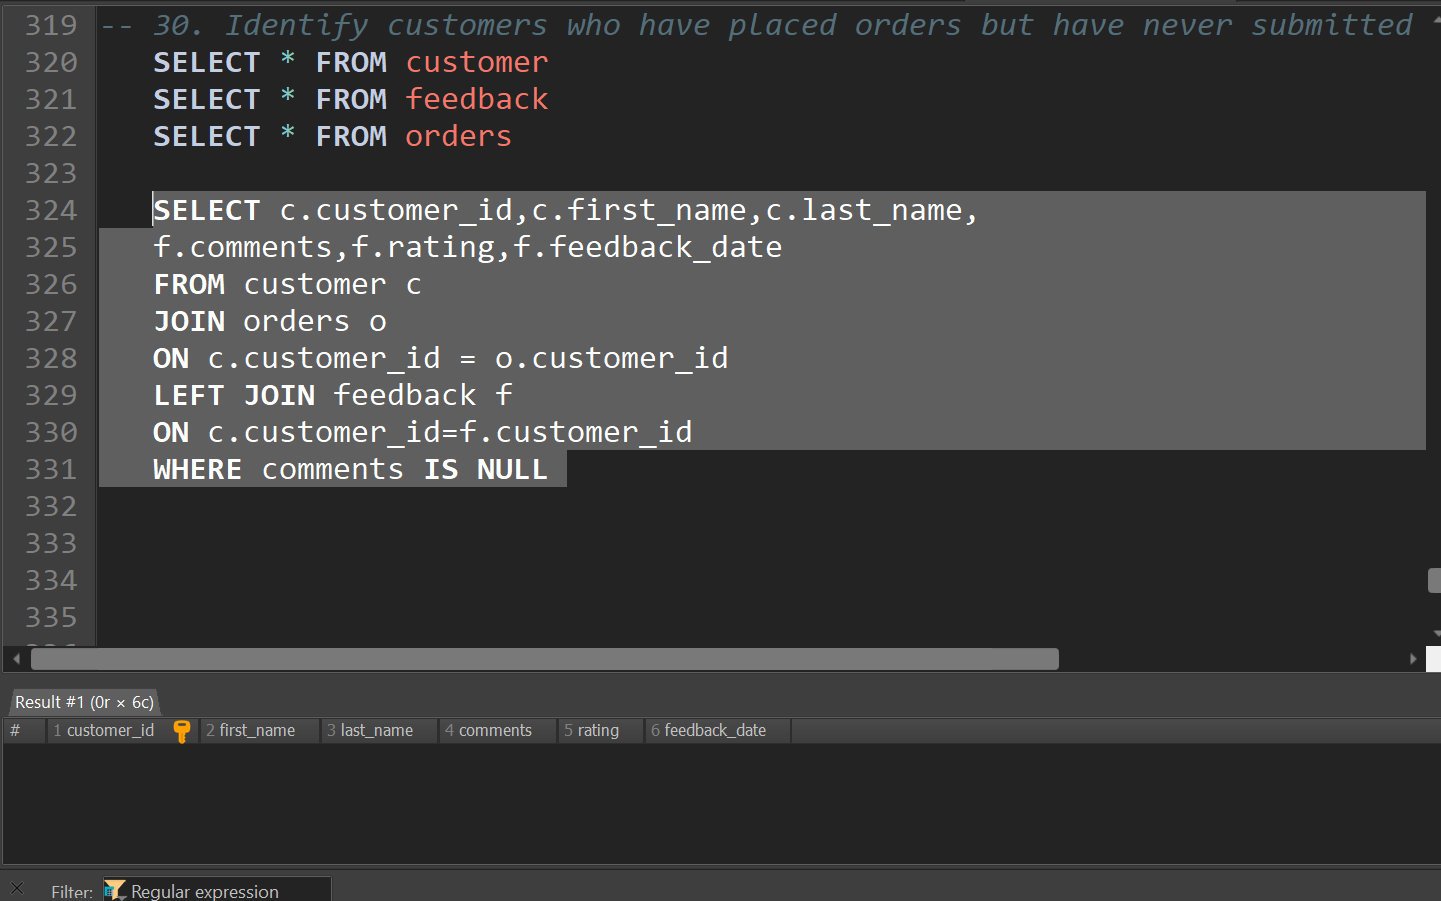 319 -- 30. Identify customers who have placed orders but have never submitted
320 SELECT * FROM customer
321 SELECT * FROM feedback
322 SELECT * FROM orders
323
324 SELECT c.customer_id,c.first_name,c.last_name,
325 f.comments,f.rating,f.feedback_date
326 FROM customer c
327 JOIN orders o
328 ON c.customer_id = o.customer_id
329 LEFT JOIN feedback f
330 ON c.customer_id=f.customer_id
331 WHERE comments IS NULL
332
333
334
335
Result #1 (0r × 6c)
# 1 customer_id 2 first_name 3 last_name 4 comments 5 rating 6 feedback_date
Filter: Regular expression